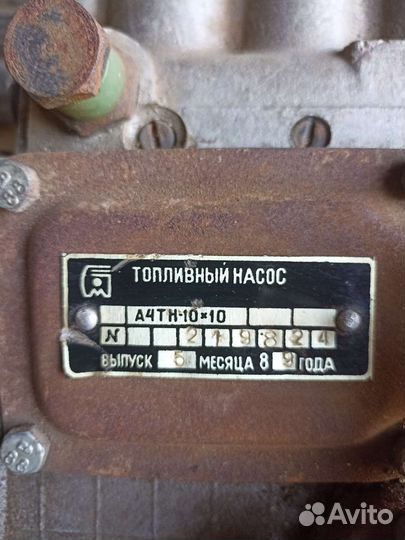 ТОПЛИВНЫЙ НАСОС
А4ТН-10×10
N 219824
ВЫПУСК 5 МЕСЯЦА 89 ГОДА
Avito